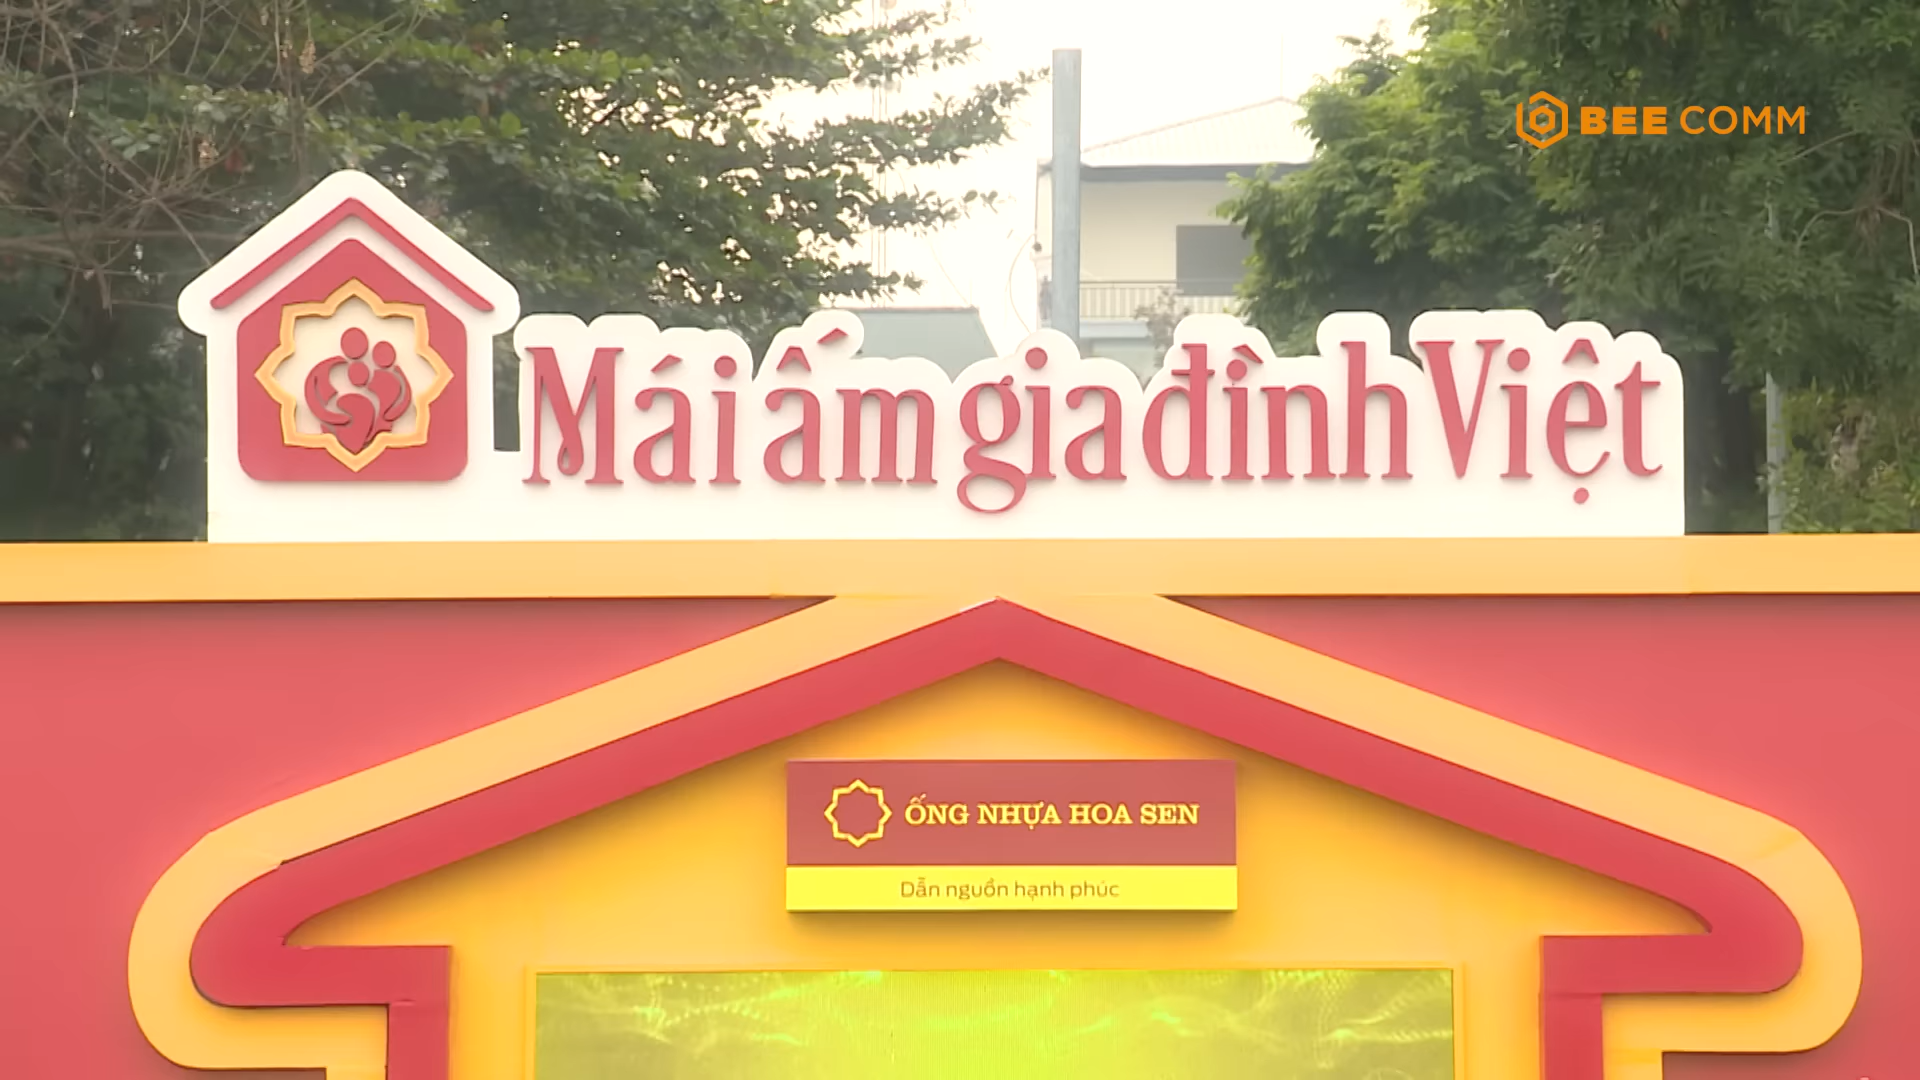 BEE COMM
Mái ấm gia đình Việt
ỐNG NHỰA HOA SEN
Dẫn nguồn hạnh phúc